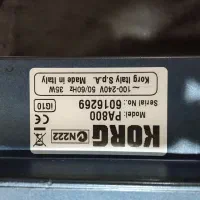 KORG
N222
Model: PA800
Serial No: 6016269
iG10
~ 100-240V 50/60Hz 35W
Korg Italy S.p.A. Made in Italy